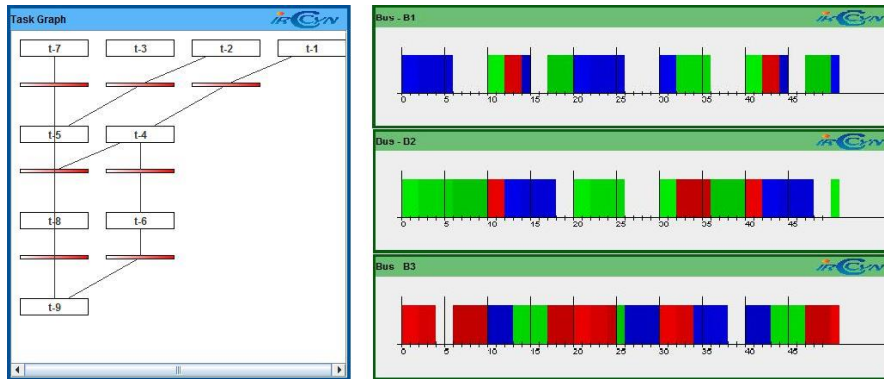 Task Graph
IRCCyN
t-7 t-3 t-2 t-1
t-5 t-4
t-8 t-6
t-9
Bus - B1
IRCCyN
0 5 10 15 20 25 30 35 40 45
Bus - B2
IRCCyN
0 5 10 15 20 25 30 35 40 45
Bus B3
IRCCyN
0 5 10 15 20 25 30 35 40 45